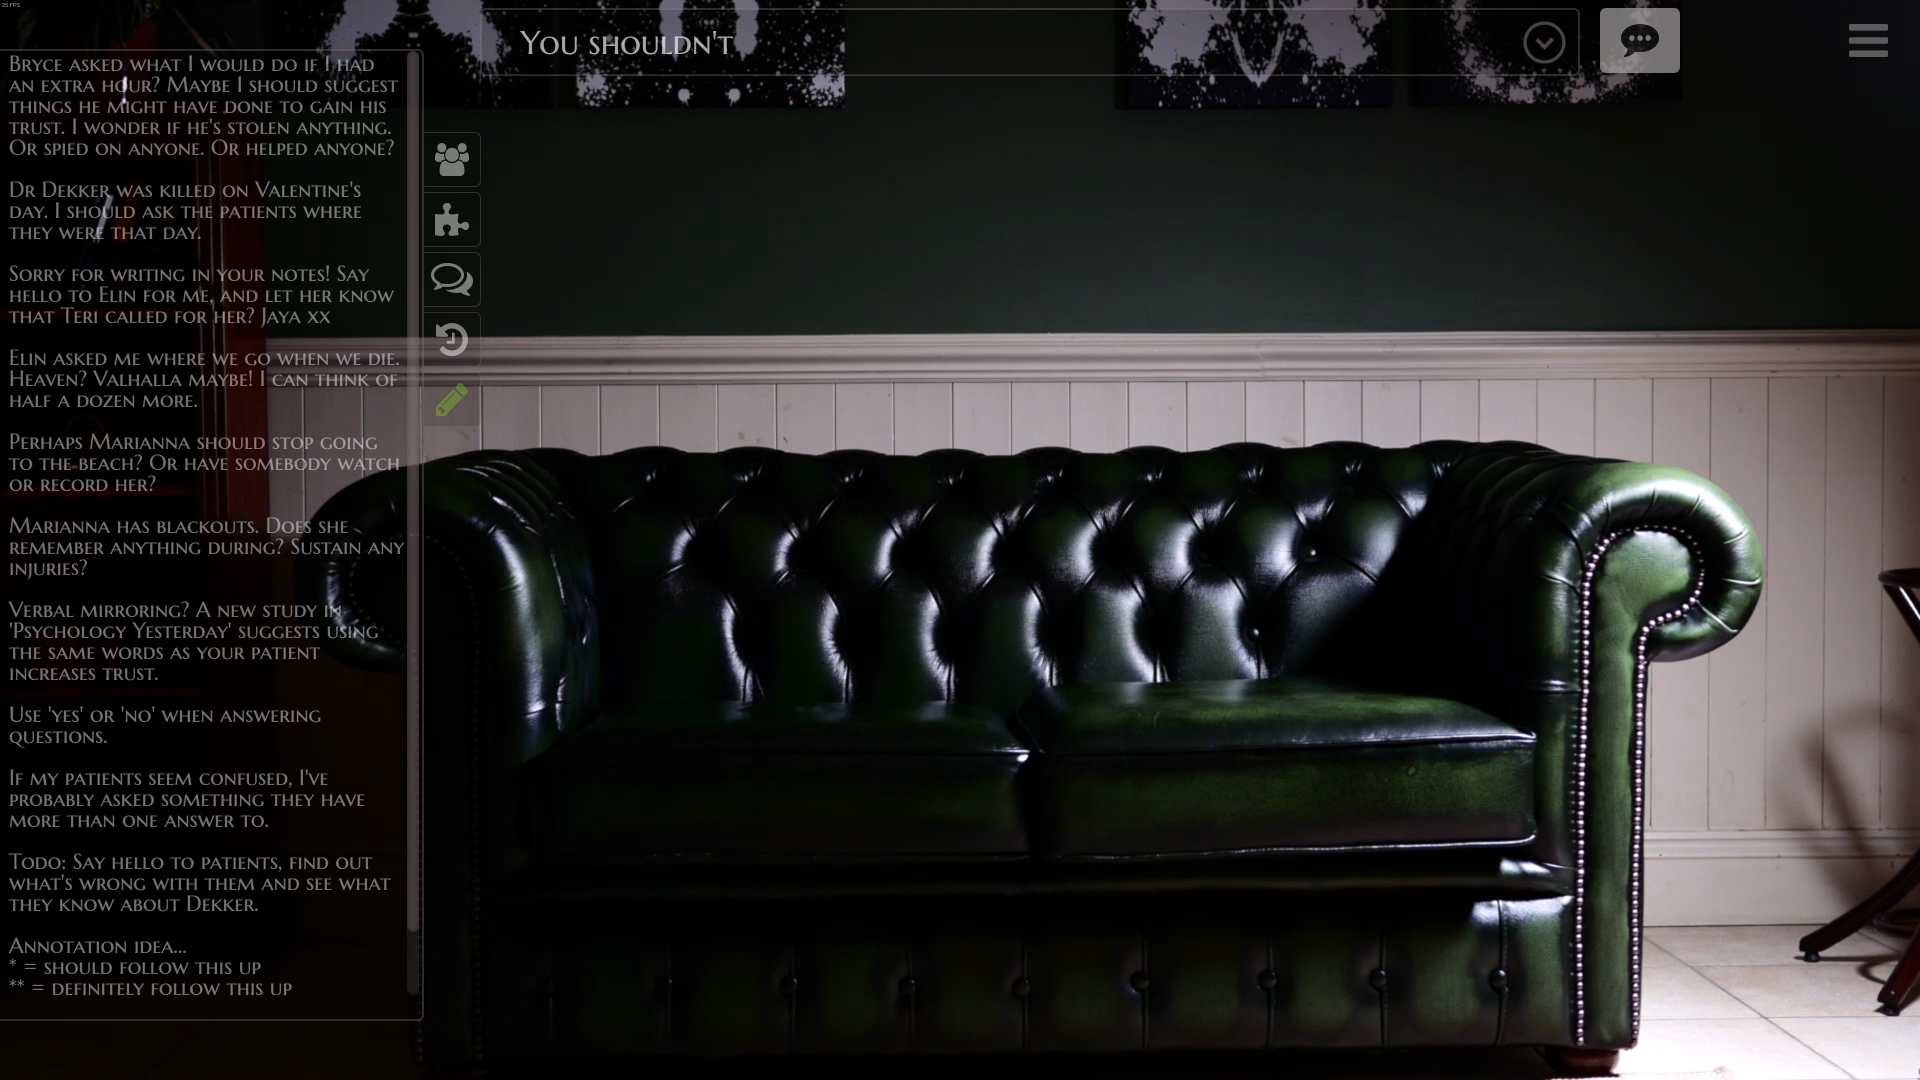 25 FPS
You shouldn't
Bryce asked what I would do if I had
an extra hour? Maybe I should suggest
things he might have done to gain his
trust. I wonder if he's stolen anything.
Or spied on anyone. Or helped anyone?
Dr Dekker was killed on Valentine's
day. I should ask the patients where
they were that day.
Sorry for writing in your notes! Say
hello to Elin for me, and let her know
that Teri called for her? Jaya xx
Elin asked me where we go when we die.
Heaven? Valhalla maybe! I can think of
half a dozen more.
Perhaps Marianna should stop going
to the beach? Or have somebody watch
or record her?
Marianna has blackouts. Does she
remember anything during? Sustain any
injuries?
Verbal mirroring? A new study in
'Psychology Yesterday' suggests using
the same words as your patient
increases trust.
Use 'yes' or 'no' when answering
questions.
If my patients seem confused, I've
probably asked something they have
more than one answer to.
Todo: Say hello to patients, find out
what's wrong with them and see what
they know about Dekker.
Annotation idea...
* = should follow this up
** = definitely follow this up